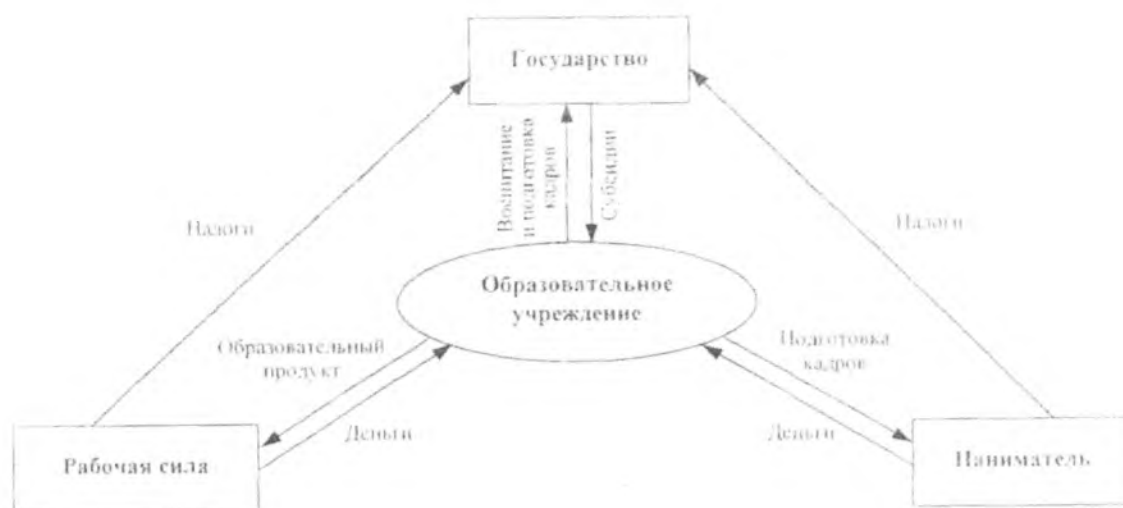 Государство
Воспитание
и подготовка
кадров
Субсидии
Налоги
Налоги
Образовательное
учреждение
Образовательный
продукт
Подготовка
кадров
Деньги
Деньги
Рабочая сила
Наниматель